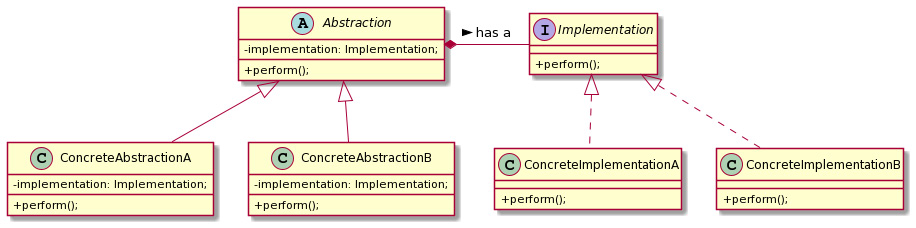 A Abstraction
-implementation: Implementation;
+perform();
has a
I Implementation
+perform();
C ConcreteAbstractionA
-implementation: Implementation;
+perform();
C ConcreteAbstractionB
-implementation: Implementation;
+perform();
C ConcreteImplementationA
+perform();
C ConcreteImplementationB
+perform();